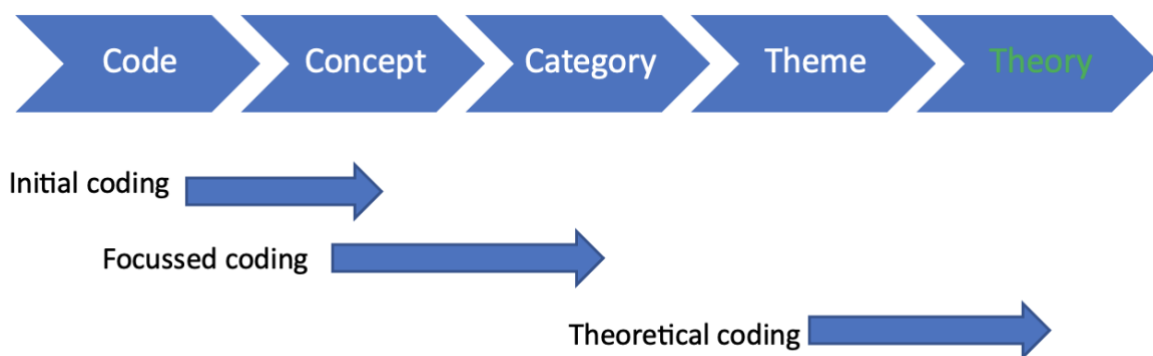 Code Concept Category Theme Theory
Initial coding
Focussed coding
Theoretical coding